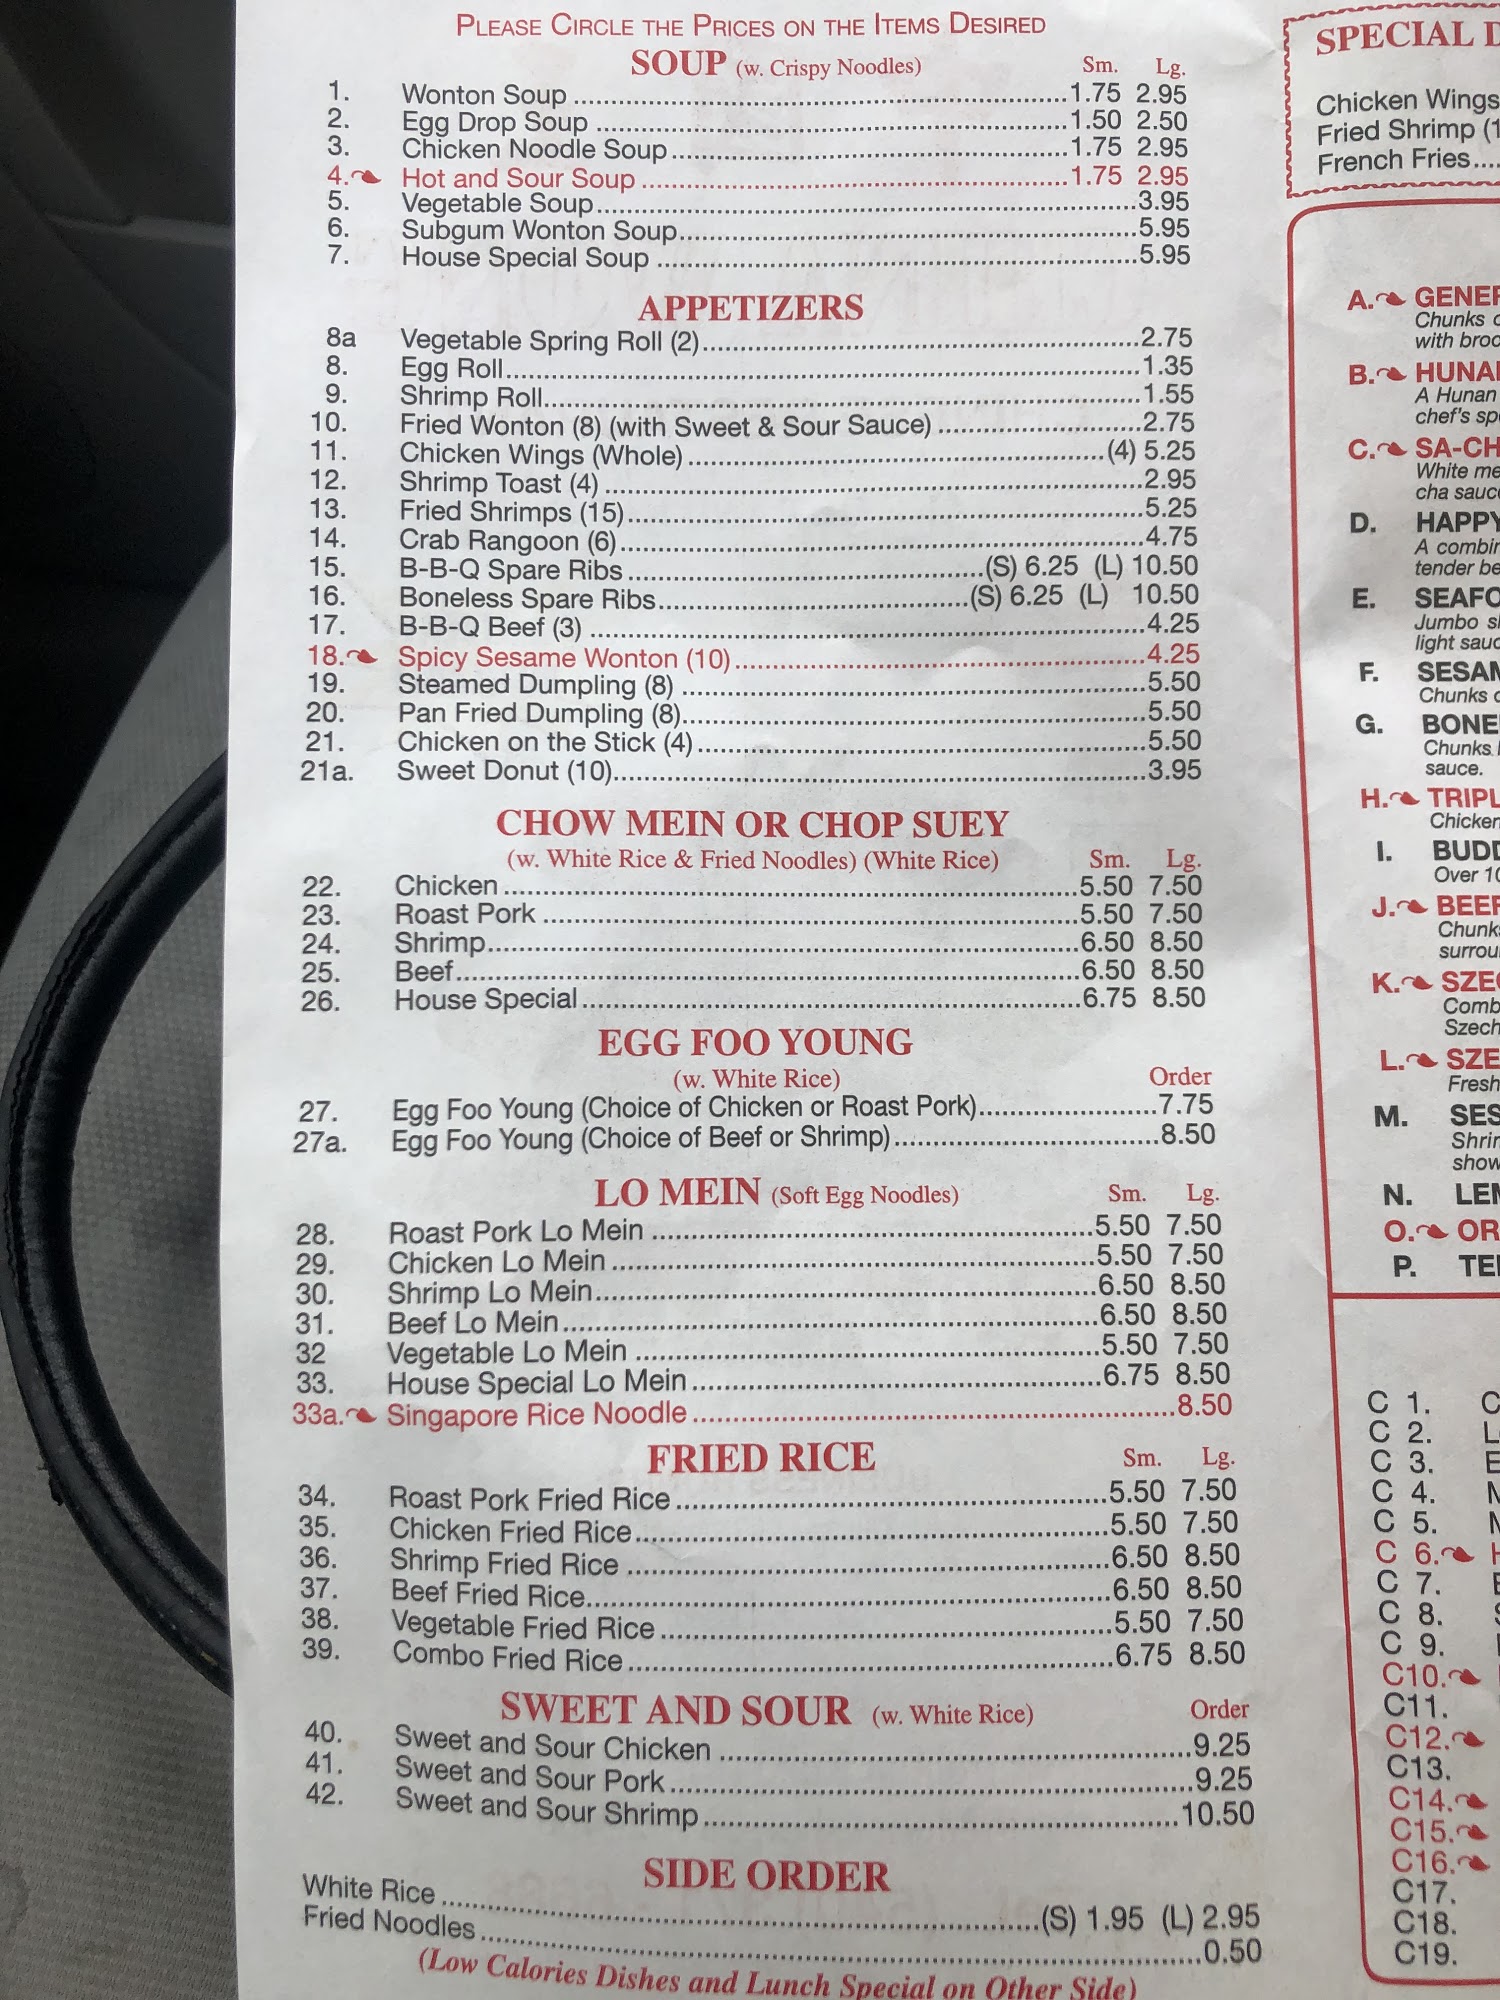 PLEASE CIRCLE THE PRICES ON THE ITEMS DESIRED
SOUP (w. Crispy Noodles) Sm. Lg.
1. Wonton Soup 1.75 2.95
2. Egg Drop Soup 1.50 2.50
3. Chicken Noodle Soup 1.75 2.95
4. Hot and Sour Soup 1.75 2.95
5. Vegetable Soup 3.95
6. Subgum Wonton Soup 5.95
7. House Special Soup 5.95
APPETIZERS
8a Vegetable Spring Roll (2) 2.75
8. Egg Roll 1.35
9. Shrimp Roll 1.55
10. Fried Wonton (8) (with Sweet & Sour Sauce) 2.75
11. Chicken Wings (Whole) (4) 5.25
12. Shrimp Toast (4) 2.95
13. Fried Shrimps (15) 5.25
14. Crab Rangoon (6) 4.75
15. B-B-Q Spare Ribs (S) 6.25 (L) 10.50
16. Boneless Spare Ribs (S) 6.25 (L) 10.50
17. B-B-Q Beef (3) 4.25
18. Spicy Sesame Wonton (10) 4.25
19. Steamed Dumpling (8) 5.50
20. Pan Fried Dumpling (8) 5.50
21. Chicken on the Stick (4) 5.50
21a. Sweet Donut (10) 3.95
CHOW MEIN OR CHOP SUEY
(w. White Rice & Fried Noodles) (White Rice) Sm. Lg.
22. Chicken 5.50 7.50
23. Roast Pork 5.50 7.50
24. Shrimp 6.50 8.50
25. Beef 6.50 8.50
26. House Special 6.75 8.50
EGG FOO YOUNG
(w. White Rice) Order
27. Egg Foo Young (Choice of Chicken or Roast Pork) 7.75
27a. Egg Foo Young (Choice of Beef or Shrimp) 8.50
LO MEIN (Soft Egg Noodles) Sm. Lg.
28. Roast Pork Lo Mein 5.50 7.50
29. Chicken Lo Mein 5.50 7.50
30. Shrimp Lo Mein 6.50 8.50
31. Beef Lo Mein 6.50 8.50
32 Vegetable Lo Mein 5.50 7.50
33. House Special Lo Mein 6.75 8.50
33a. Singapore Rice Noodle 8.50
FRIED RICE Sm. Lg.
34. Roast Pork Fried Rice 5.50 7.50
35. Chicken Fried Rice 5.50 7.50
36. Shrimp Fried Rice 6.50 8.50
37. Beef Fried Rice 6.50 8.50
38. Vegetable Fried Rice 5.50 7.50
39. Combo Fried Rice 6.75 8.50
SWEET AND SOUR (w. White Rice) Order
40. Sweet and Sour Chicken 9.25
41. Sweet and Sour Pork 9.25
42. Sweet and Sour Shrimp 10.50
SIDE ORDER
White Rice (S) 1.95 (L) 2.95
Fried Noodles 0.50
(Low Calories Dishes and Lunch Special on Other Side)
SPECIAL
Chicken Wings
Fried Shrimp
French Fries
A.
Chunks
with
B.
A Hunan
chef's
C.
White
cha
D. HAPPY
A
tender
E.
Jumbo
light
F.
Chunks
G.
Chunks
sauce.
H.
Chicken
I.
Over
J.
K.
L.
Fresh
M.
N.
O.
P.
C 1.
C 2.
C 3.
C 4.
C 5.
C 6.
C 7.
C 8.
C 9.
C10.
C11.
C12.
C13.
C14.
C15.
C16.
C17.
C18.
C19.